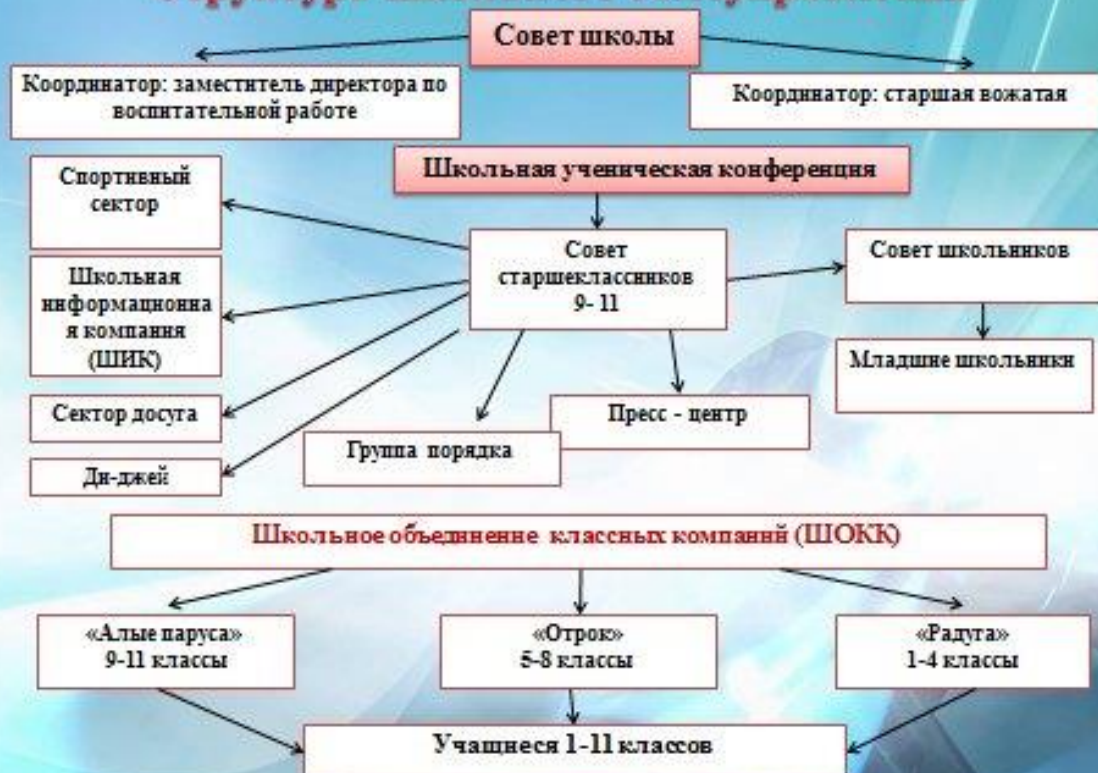 Совет школы
Координатор: заместитель директора по
воспитательной работе
Координатор: старшая вожатая
Школьная ученическая конференция
Спортивный
сектор
Совет
старшеклассников
9- 11
Совет школьников
Школьная
информационна
я компания
(ШИК)
Младшие школьники
Сектор досуга
Пресс - центр
Группа порядка
Ди-джей
Школьное объединение классных компаний (ШОКК)
«Алые паруса»
9-11 классы
«Отрок»
5-8 классы
«Радуга»
1-4 классы
Учащиеся 1-11 классов